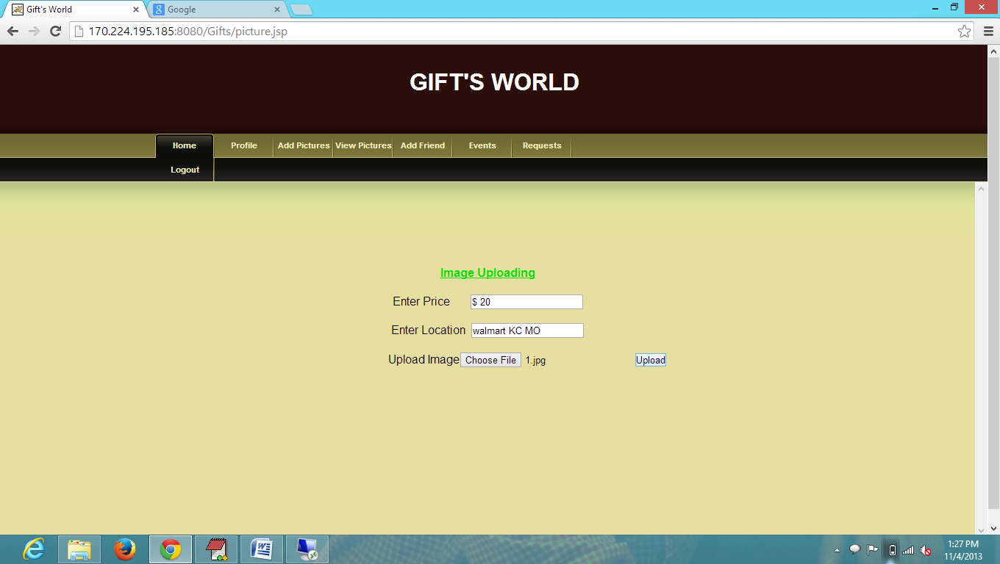 Gift's World Google
170.224.195.185:8080/Gifts/picture.jsp
GIFT'S WORLD
Home Profile Add Pictures View Pictures Add Friend Events Requests
Logout
Image Uploading
Enter Price $ 20
Enter Location walmart KC MO
Upload Image Choose File 1.jpg Upload
1:27 PM
11/4/2013